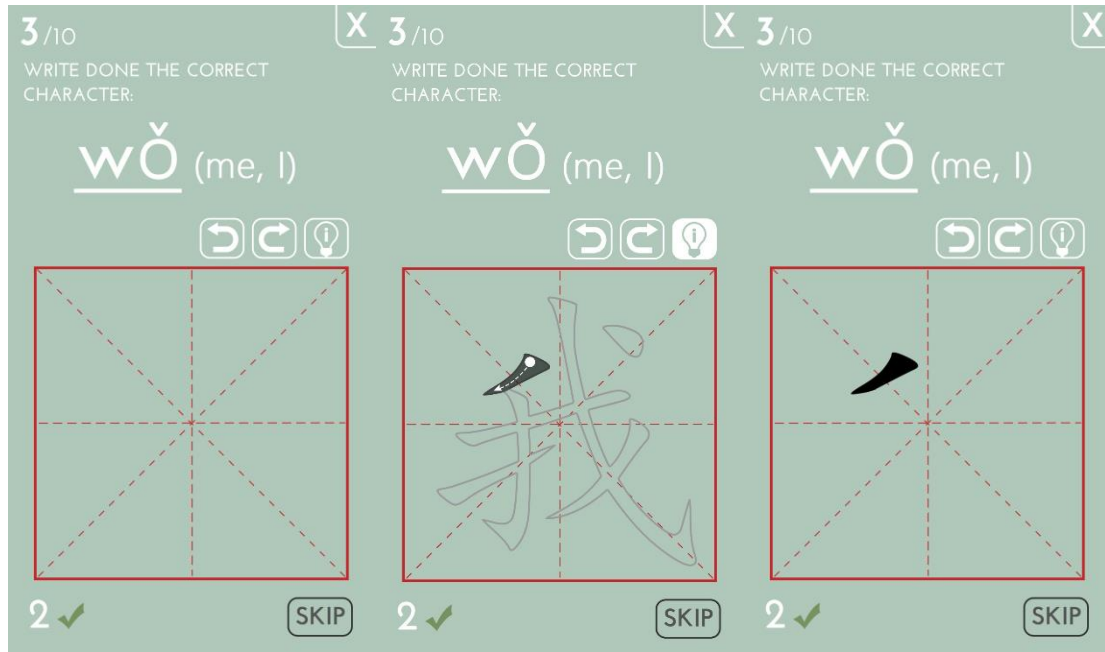 3/10
X
WRITE DONE THE CORRECT
CHARACTER:
wǒ (me, I)
2
SKIP
3/10
X
WRITE DONE THE CORRECT
CHARACTER:
wǒ (me, I)
我
2
SKIP
3/10
X
WRITE DONE THE CORRECT
CHARACTER:
wǒ (me, I)
2
SKIP